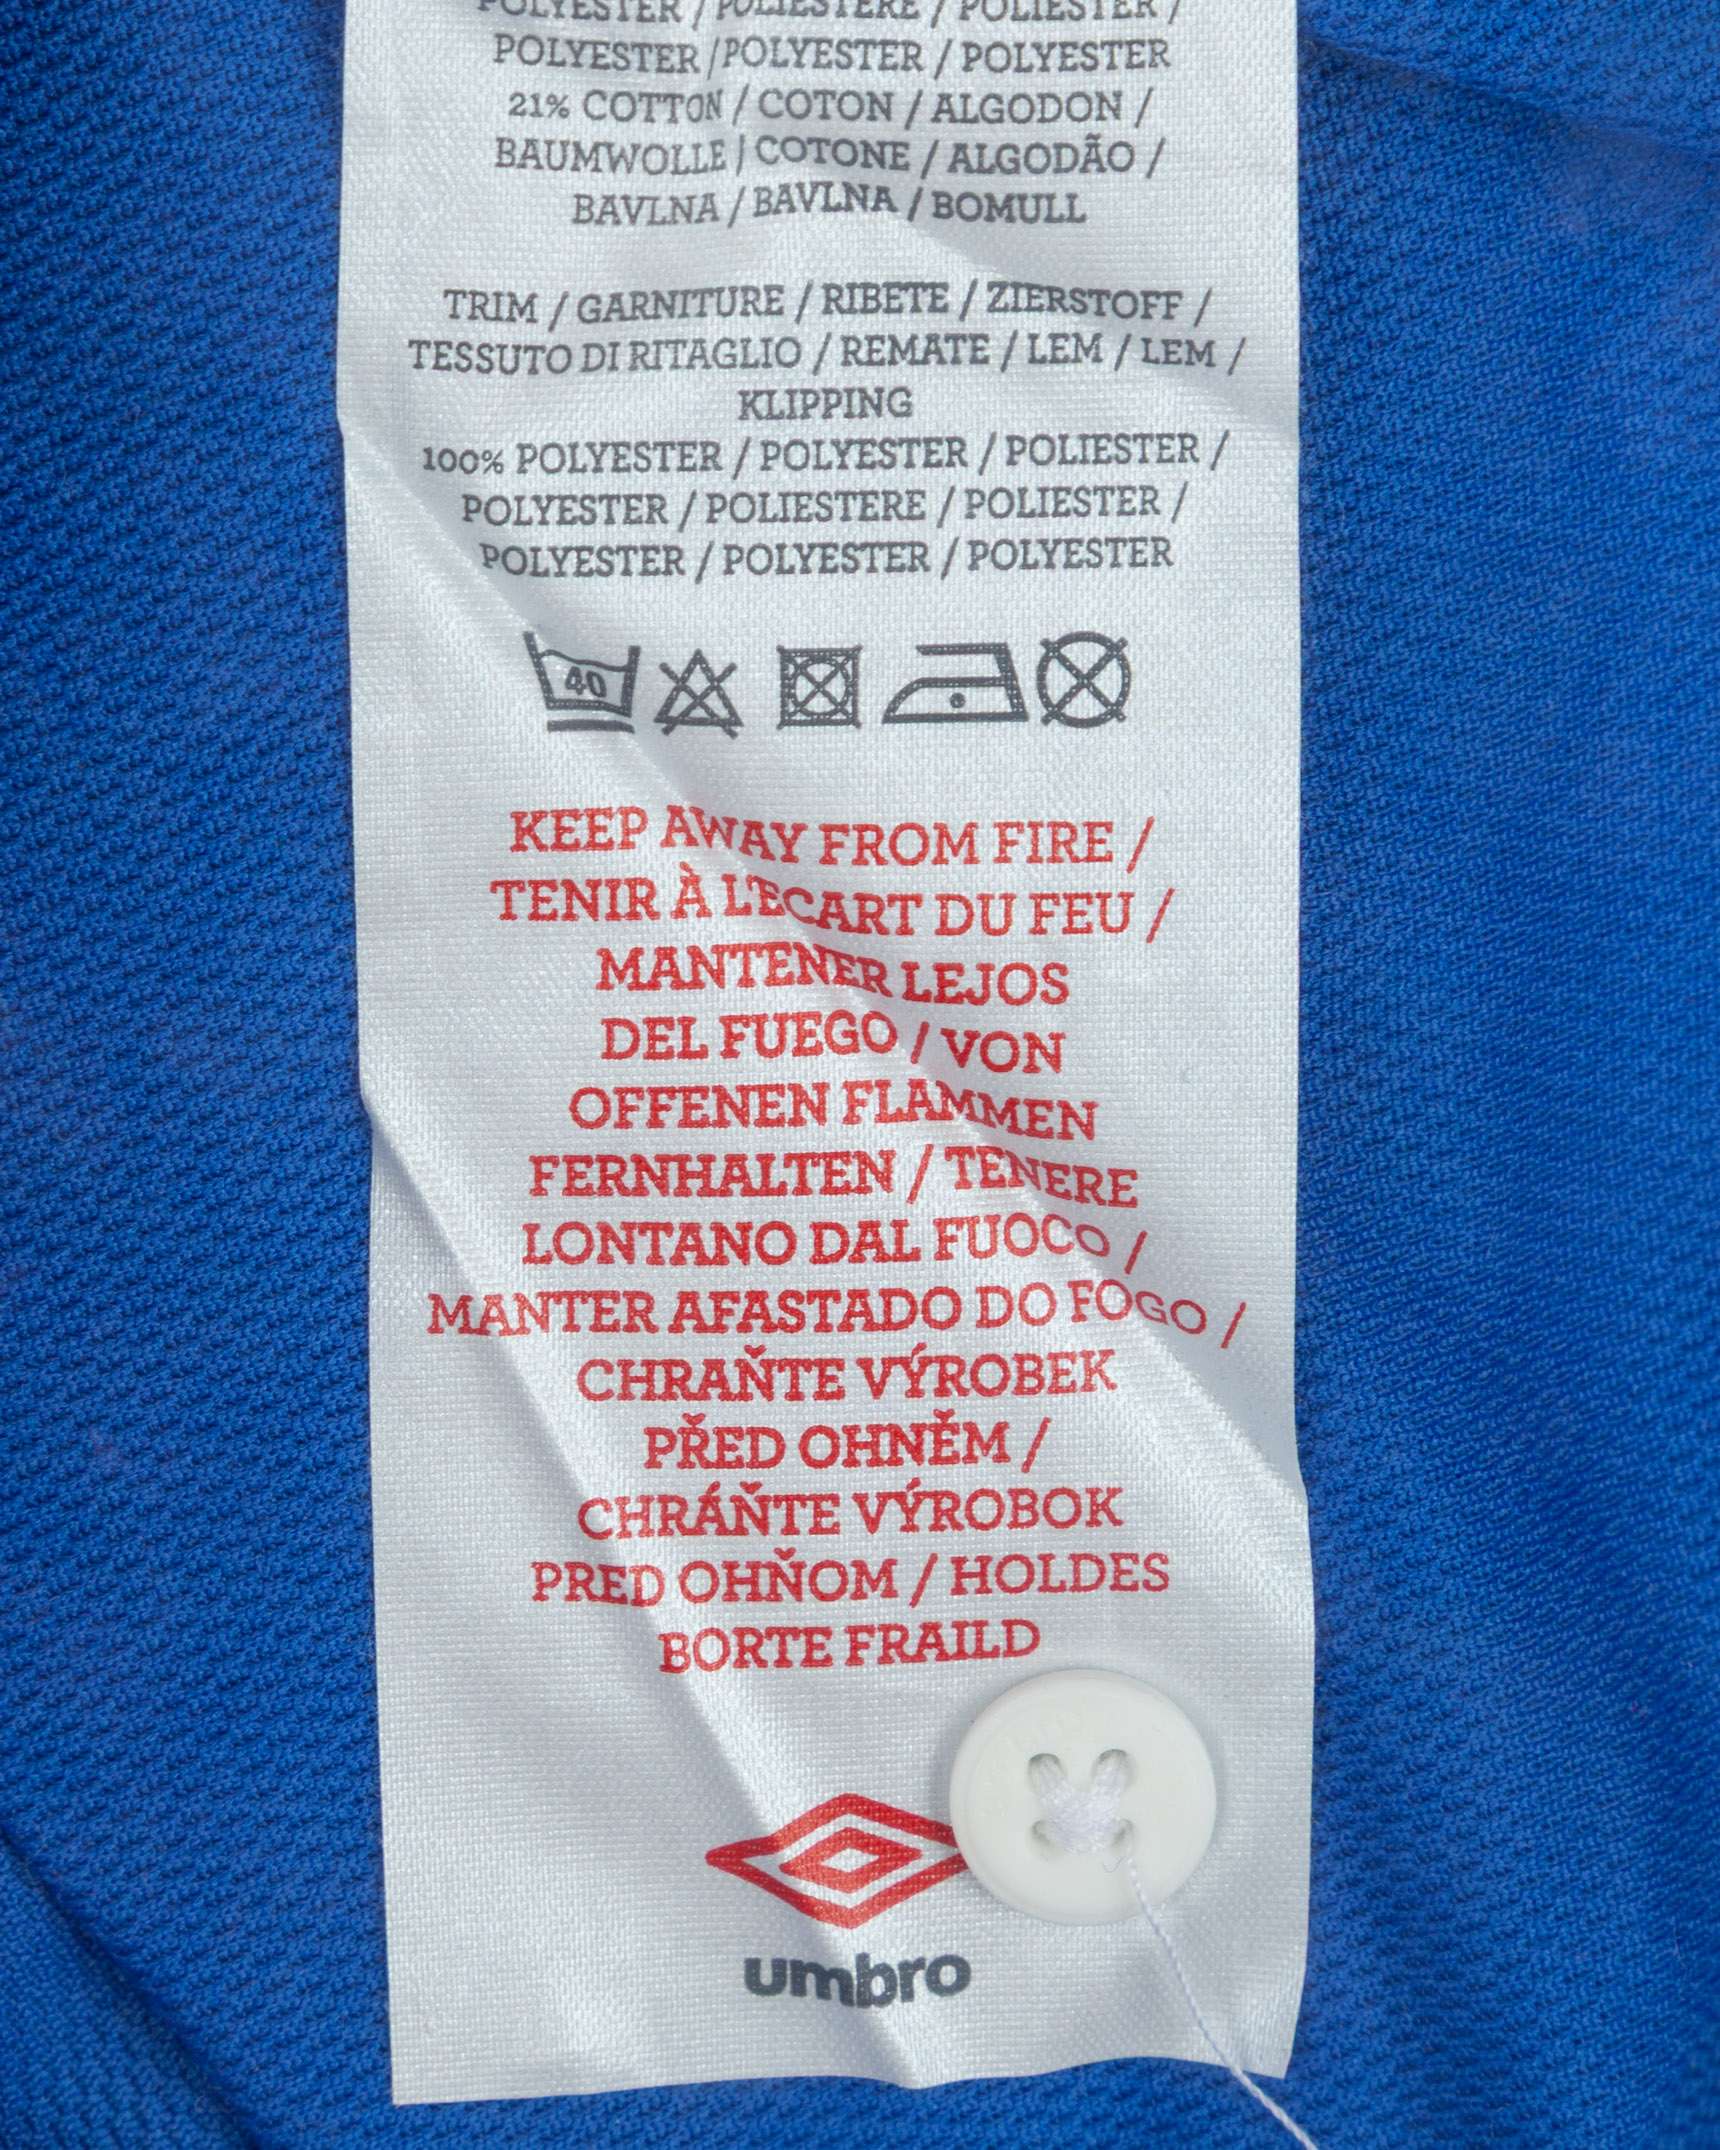 POLYESTER / POLIESTERE / POLIESTER /
POLYESTER / POLYESTER / POLYESTER
21% COTTON / COTON / ALGODON /
BAUMWOLLE / COTONE / ALGODÃO /
BAVLNA / BAVLNA / BOMULL
TRIM / GARNITURE / RIBETE / ZIERSTOFF /
TESSUTO DI RITAGLIO / REMATE / LEM / LEM /
KLIPPING
100% POLYESTER / POLYESTER / POLIESTER /
POLYESTER / POLIESTERE / POLIESTER /
POLYESTER / POLYESTER / POLYESTER
40
KEEP AWAY FROM FIRE /
TENIR À L'ECART DU FEU /
MANTENER LEJOS
DEL FUEGO / VON
OFFENEN FLAMMEN
FERNHALTEN / TENERE
LONTANO DAL FUOCO /
MANTER AFASTADO DO FOGO /
CHRAŇTE VÝROBEK
PŘED OHNĚM /
CHRÁŇTE VÝROBOK
PRED OHŇOM / HOLDES
BORTE FRAILD
umbro